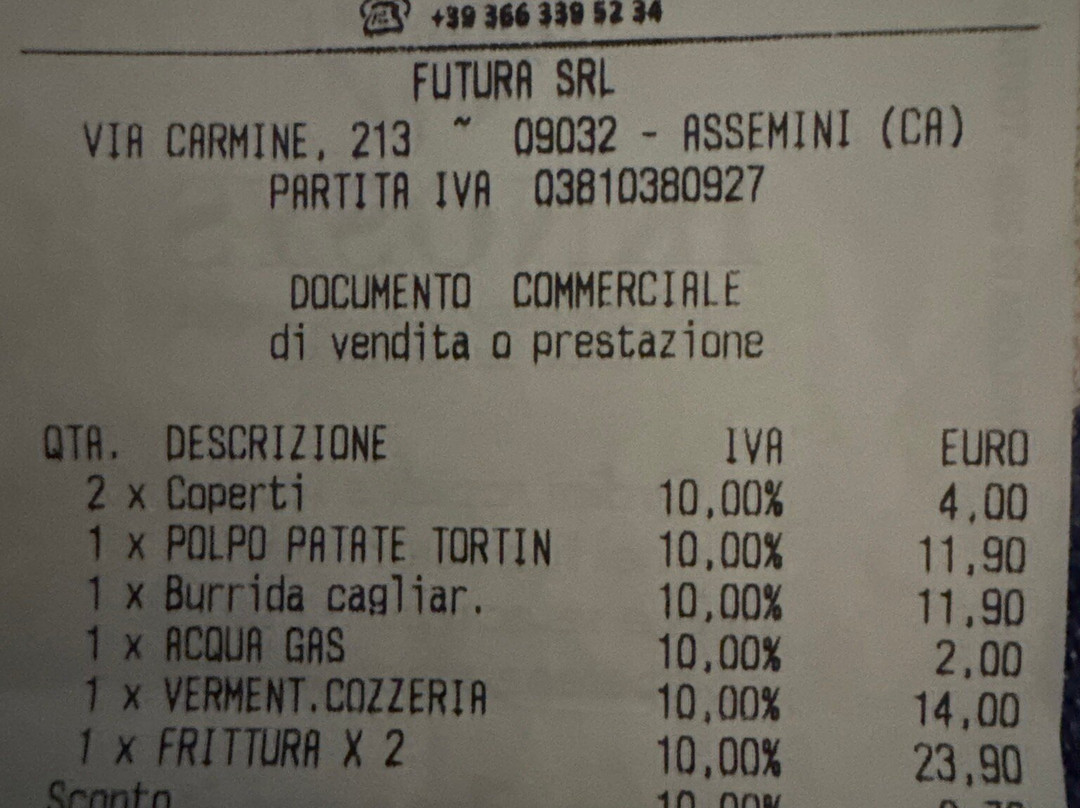 +39 366 339 52 34
FUTURA SRL
VIA CARMINE, 213 ~ 09032 - ASSEMINI (CA)
PARTITA IVA 03810380927
DOCUMENTO COMMERCIALE
di vendita o prestazione
QTA. DESCRIZIONE IVA EURO
2 x Coperti 10,00% 4,00
1 x POLPO PATATE TORTIN 10,00% 11,90
1 x Burrida cagliar. 10,00% 11,90
1 x ACQUA GAS 10,00% 2,00
1 x VERMENT.COZZERIA 10,00% 14,00
1 x FRITTURA X 2 10,00% 23,90
Sconto 10,00%